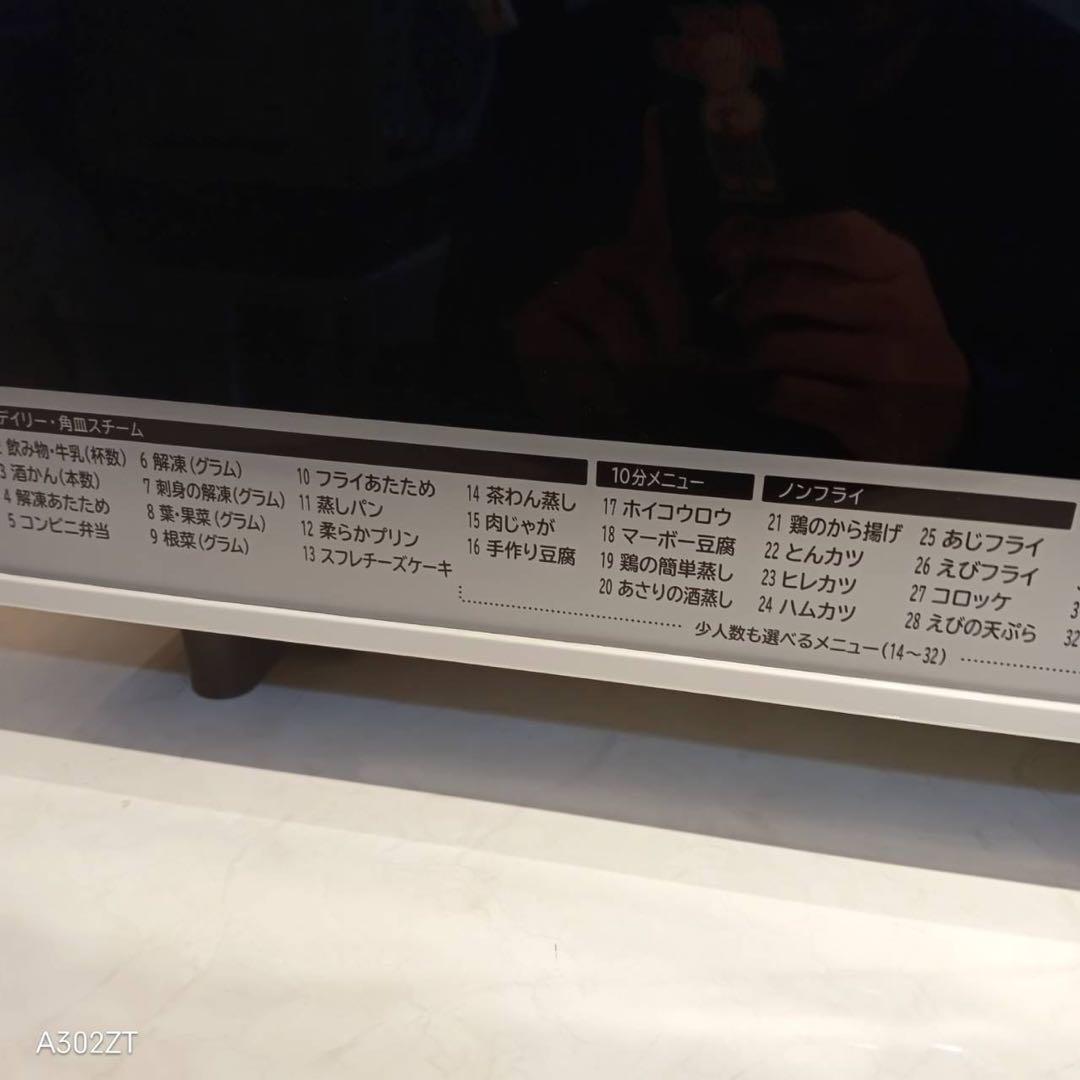 デイリー・角皿スチーム
2 飲み物・牛乳(杯数)
3 酒かん(本数)
4 解凍あたため
5 コンビニ弁当
6 解凍(グラム)
7 刺身の解凍(グラム)
8 葉・果菜(グラム)
9 根菜(グラム)
10 フライあたため
11 蒸しパン
12 柔らかプリン
13 スフレチーズケーキ
14 茶わん蒸し
15 肉じゃが
16 手作り豆腐
10分メニュー
17 ホイコウロウ
18 マーボー豆腐
19 鶏の簡単蒸し
20 あさりの酒蒸し
ノンフライ
21 鶏のから揚げ
22 とんカツ
23 ヒレカツ
24 ハムカツ
25 あじフライ
26 えびフライ
27 コロッケ
28 えびの天ぷら
32
少人数も選べるメニュー(14～32)
A302ZT